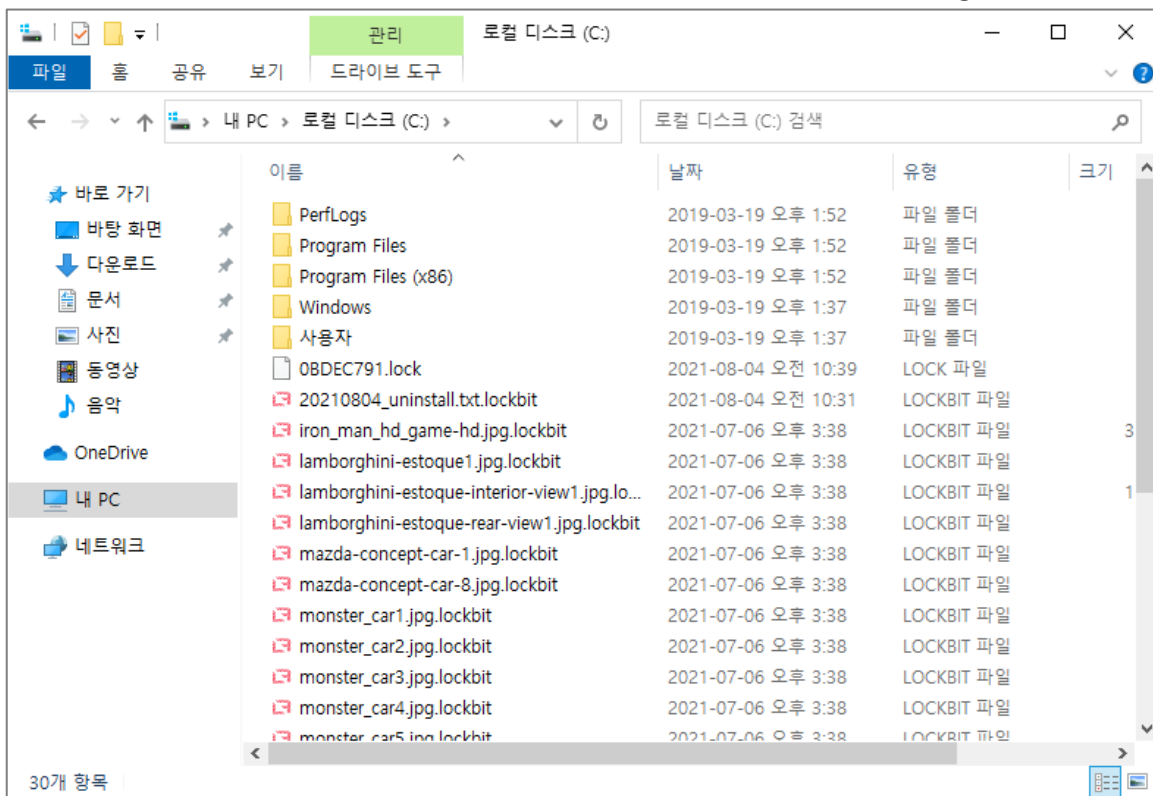 관리
로컬 디스크 (C:)
파일 홈 공유 보기 드라이브 도구
내 PC › 로컬 디스크 (C:) ›
로컬 디스크 (C:) 검색
이름 날짜 유형 크기
바로 가기
바탕 화면
다운로드
문서
사진
동영상
음악
OneDrive
내 PC
네트워크
PerfLogs 2019-03-19 오후 1:52 파일 폴더
Program Files 2019-03-19 오후 1:52 파일 폴더
Program Files (x86) 2019-03-19 오후 1:52 파일 폴더
Windows 2019-03-19 오후 1:37 파일 폴더
사용자 2019-03-19 오후 1:37 파일 폴더
0BDEC791.lock 2021-08-04 오전 10:39 LOCK 파일
20210804_uninstall.txt.lockbit 2021-08-04 오전 10:31 LOCKBIT 파일
iron_man_hd_game-hd.jpg.lockbit 2021-07-06 오후 3:38 LOCKBIT 파일 3
lamborghini-estoque1.jpg.lockbit 2021-07-06 오후 3:38 LOCKBIT 파일
lamborghini-estoque-interior-view1.jpg.lo... 2021-07-06 오후 3:38 LOCKBIT 파일 1
lamborghini-estoque-rear-view1.jpg.lockbit 2021-07-06 오후 3:38 LOCKBIT 파일
mazda-concept-car-1.jpg.lockbit 2021-07-06 오후 3:38 LOCKBIT 파일
mazda-concept-car-8.jpg.lockbit 2021-07-06 오후 3:38 LOCKBIT 파일
monster_car1.jpg.lockbit 2021-07-06 오후 3:38 LOCKBIT 파일
monster_car2.jpg.lockbit 2021-07-06 오후 3:38 LOCKBIT 파일
monster_car3.jpg.lockbit 2021-07-06 오후 3:38 LOCKBIT 파일
monster_car4.jpg.lockbit 2021-07-06 오후 3:38 LOCKBIT 파일
monster_car5.jpg.lockbit 2021-07-06 오후 3:38 LOCKBIT 파일
30개 항목